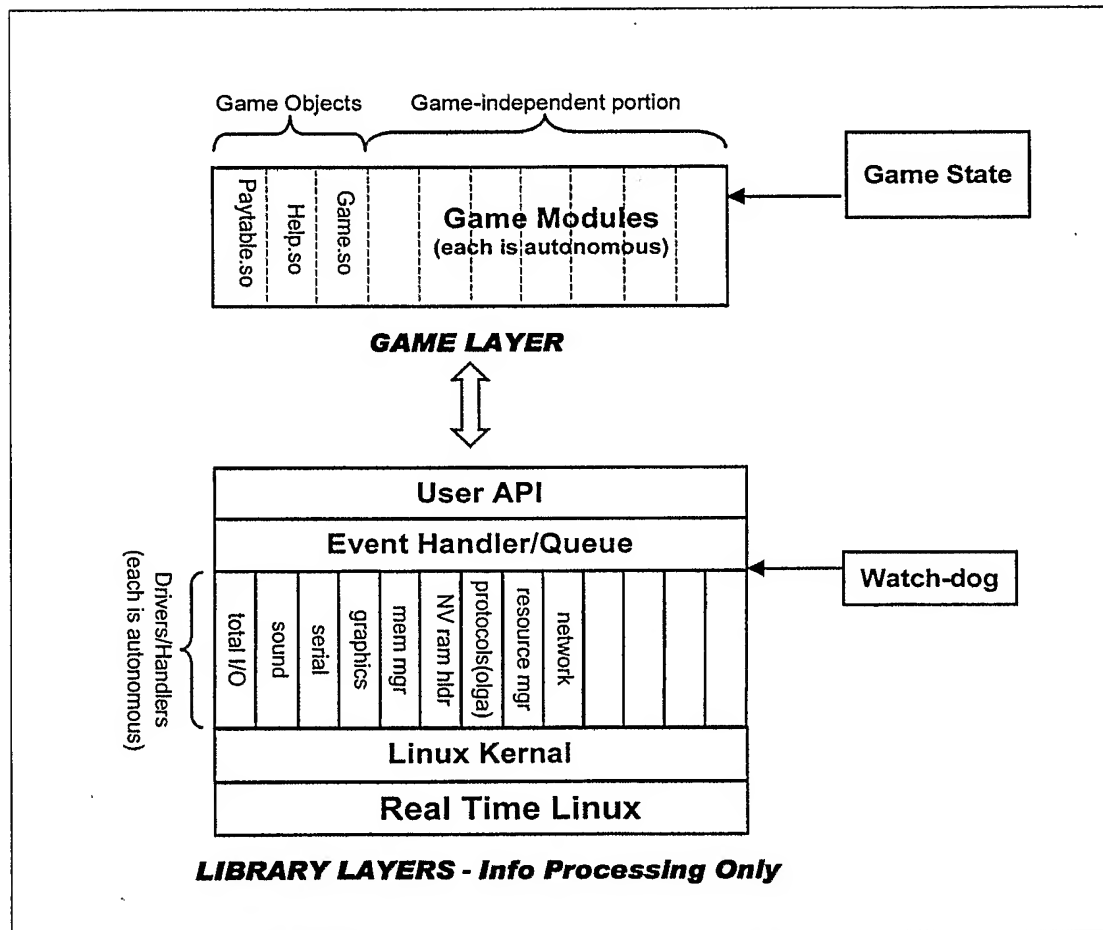 Game Objects
Game-independent portion
Paytable.so
Help.so
Game.so
Game Modules
(each is autonomous)
Game State
GAME LAYER
User API
Event Handler/Queue
Watch-dog
Drivers/Handlers
(each is autonomous)
total I/O
sound
serial
graphics
mem mgr
NV ram hldr
protocols(olga)
resource mgr
network
Linux Kernal
Real Time Linux
LIBRARY LAYERS - Info Processing Only